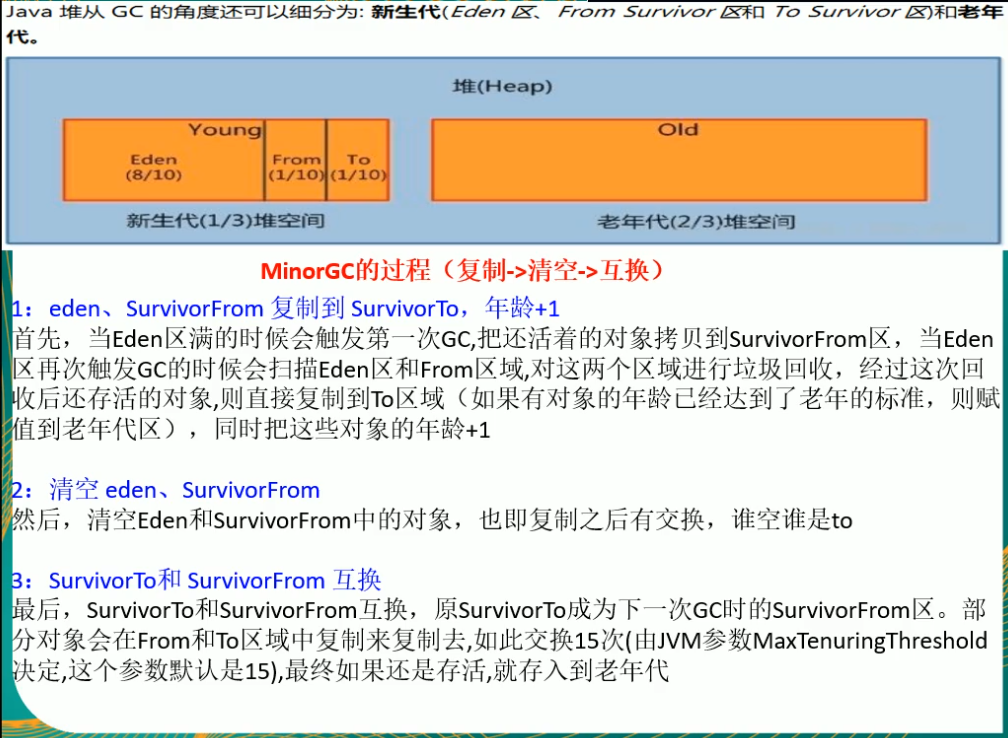 Java 堆从 GC 的角度还可以细分为: 新生代(Eden 区、From Survivor 区和 To Survivor 区)和老年
代。
堆(Heap)
Young
Eden
(8/10)
From
(1/10)
To
(1/10)
Old
新生代(1/3)堆空间
老年代(2/3)堆空间
MinorGC的过程（复制->清空->互换）
1：eden、SurvivorFrom 复制到 SurvivorTo，年龄+1
首先，当Eden区满的时候会触发第一次GC,把还活着的对象拷贝到SurvivorFrom区，当Eden
区再次触发GC的时候会扫描Eden区和From区域,对这两个区域进行垃圾回收，经过这次回
收后还存活的对象,则直接复制到To区域（如果有对象的年龄已经达到了老年的标准，则赋
值到老年代区），同时把这些对象的年龄+1
2：清空 eden、SurvivorFrom
然后，清空Eden和SurvivorFrom中的对象，也即复制之后有交换，谁空谁是to
3：SurvivorTo和 SurvivorFrom 互换
最后，SurvivorTo和SurvivorFrom互换，原SurvivorTo成为下一次GC时的SurvivorFrom区。部
分对象会在From和To区域中复制来复制去,如此交换15次(由JVM参数MaxTenuringThreshold
决定,这个参数默认是15),最终如果还是存活,就存入到老年代